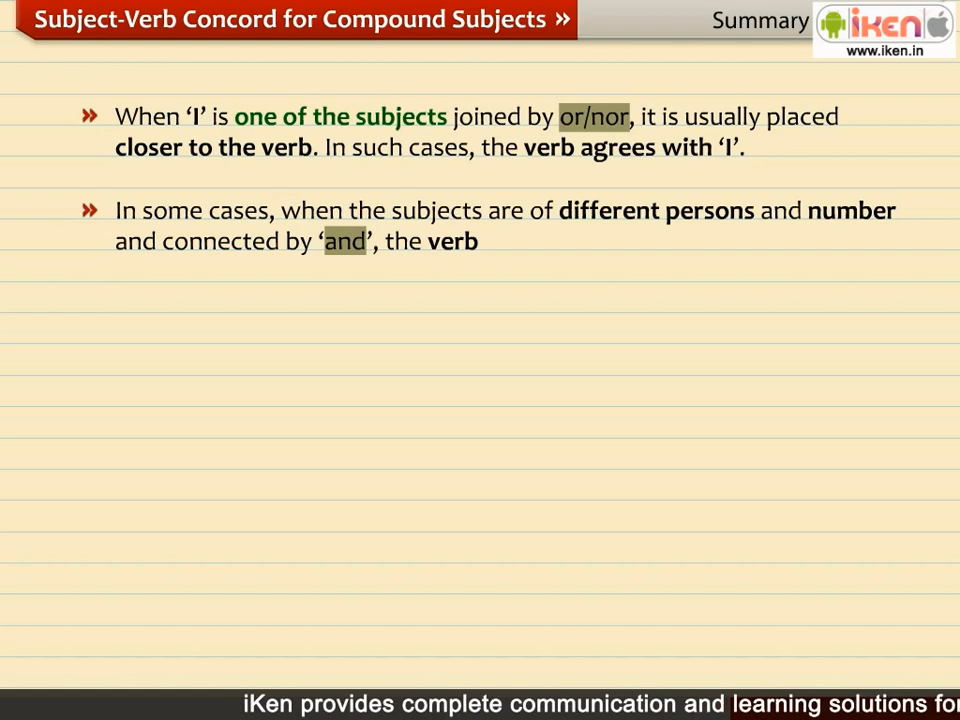 Subject-Verb Concord for Compound Subjects »
Summary
iKen
www.iken.in
» When ‘I’ is one of the subjects joined by or/nor, it is usually placed
closer to the verb. In such cases, the verb agrees with ‘I’.
» In some cases, when the subjects are of different persons and number
and connected by ‘and’, the verb
iKen provides complete communication and learning solutions for